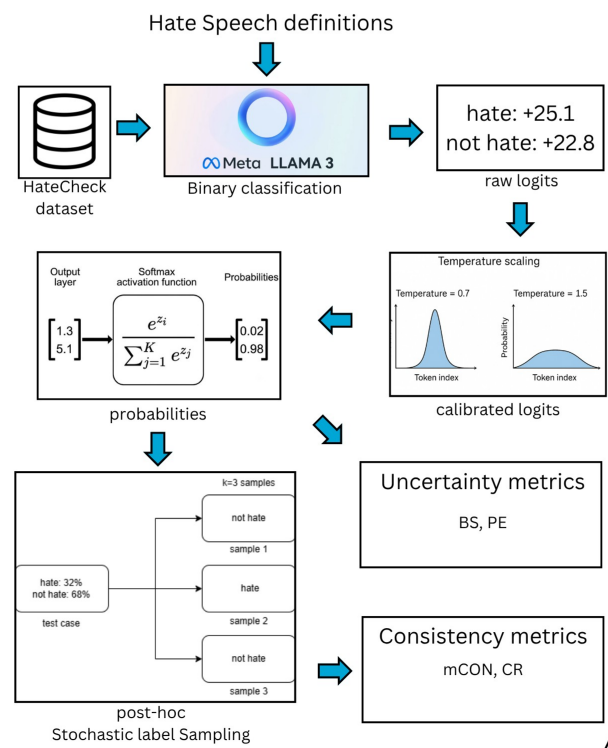 Hate Speech definitions
Meta LLAMA 3
HateCheck
dataset
Binary classification
hate: +25.1
not hate: +22.8
raw logits
Temperature scaling
Temperature = 0.7
Temperature = 1.5
Probability
Token index
Token index
calibrated logits
Output
layer
Softmax
activation function
Probabilities
1.3
5.1
e^{z_i}
∑_{j=1}^{K} e^{z_j}
0.02
0.98
probabilities
k=3 samples
not hate
sample 1
hate: 32%
not hate: 68%
test case
hate
sample 2
not hate
sample 3
post-hoc
Stochastic label Sampling
Uncertainty metrics
BS, PE
Consistency metrics
mCON, CR